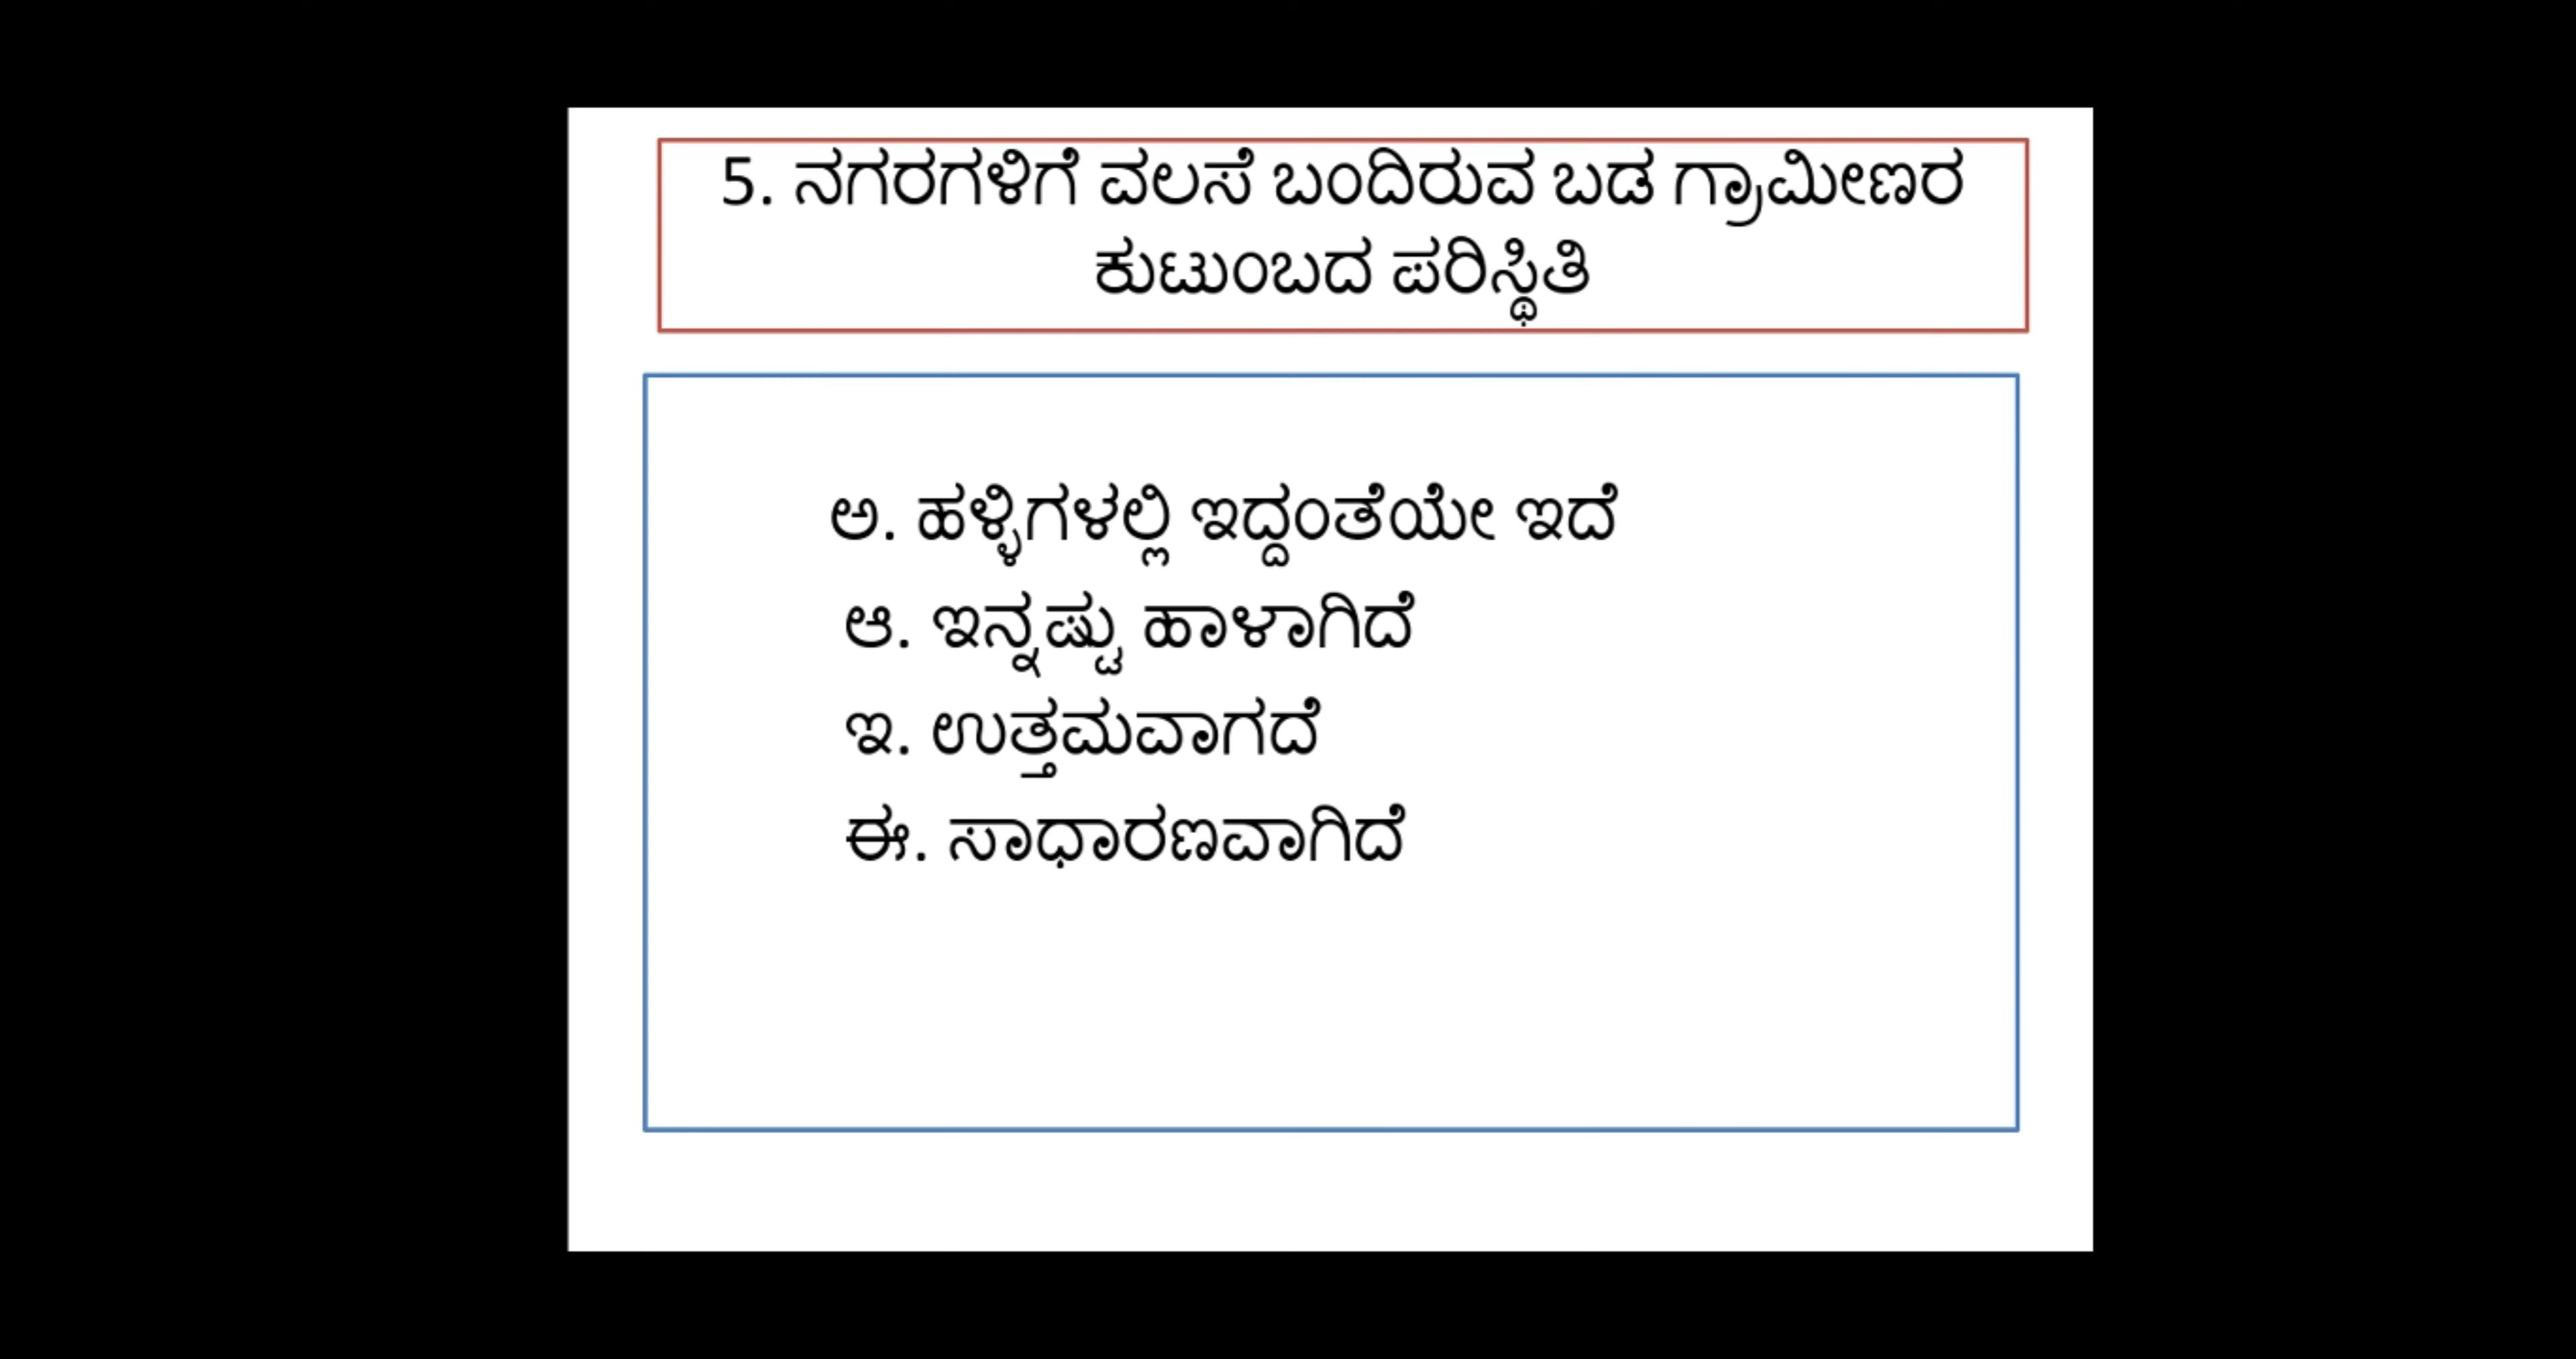 5. ನಗರಗಳಿಗೆ ವಲಸೆ ಬಂದಿರುವ ಬಡ ಗ್ರಾಮೀಣರ
ಕುಟುಂಬದ ಪರಿಸ್ಥಿತಿ
ಅ. ಹಳ್ಳಿಗಳಲ್ಲಿ ಇದ್ದಂತೆಯೇ ಇದೆ
ಆ. ಇನ್ನಷ್ಟು ಹಾಳಾಗಿದೆ
ಇ. ಉತ್ತಮವಾಗದೆ
ಈ. ಸಾಧಾರಣವಾಗಿದೆ